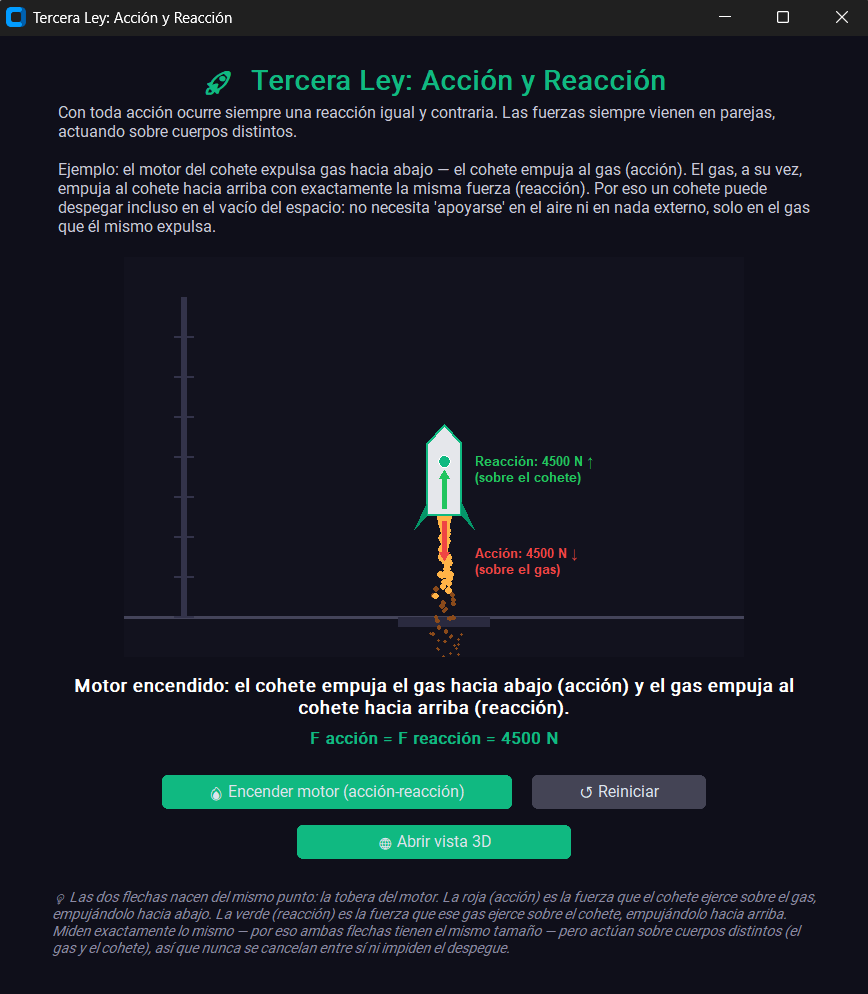 Tercera Ley: Acción y Reacción
Tercera Ley: Acción y Reacción
Con toda acción ocurre siempre una reacción igual y contraria. Las fuerzas siempre vienen en parejas,
actuando sobre cuerpos distintos.
Ejemplo: el motor del cohete expulsa gas hacia abajo — el cohete empuja al gas (acción). El gas, a su vez,
empuja al cohete hacia arriba con exactamente la misma fuerza (reacción). Por eso un cohete puede
despegar incluso en el vacío del espacio: no necesita 'apoyarse' en el aire ni en nada externo, solo en el gas
que él mismo expulsa.
Reacción: 4500 N ↑
(sobre el cohete)
Acción: 4500 N ↓
(sobre el gas)
Motor encendido: el cohete empuja el gas hacia abajo (acción) y el gas empuja al
cohete hacia arriba (reacción).
F acción = F reacción = 4500 N
Encender motor (acción-reacción)
↺ Reiniciar
Abrir vista 3D
Las dos flechas nacen del mismo punto: la tobera del motor. La roja (acción) es la fuerza que el cohete ejerce sobre el gas,
empujándolo hacia abajo. La verde (reacción) es la fuerza que ese gas ejerce sobre el cohete, empujándolo hacia arriba.
Miden exactamente lo mismo — por eso ambas flechas tienen el mismo tamaño — pero actúan sobre cuerpos distintos (el
gas y el cohete), así que nunca se cancelan entre sí ni impiden el despegue.